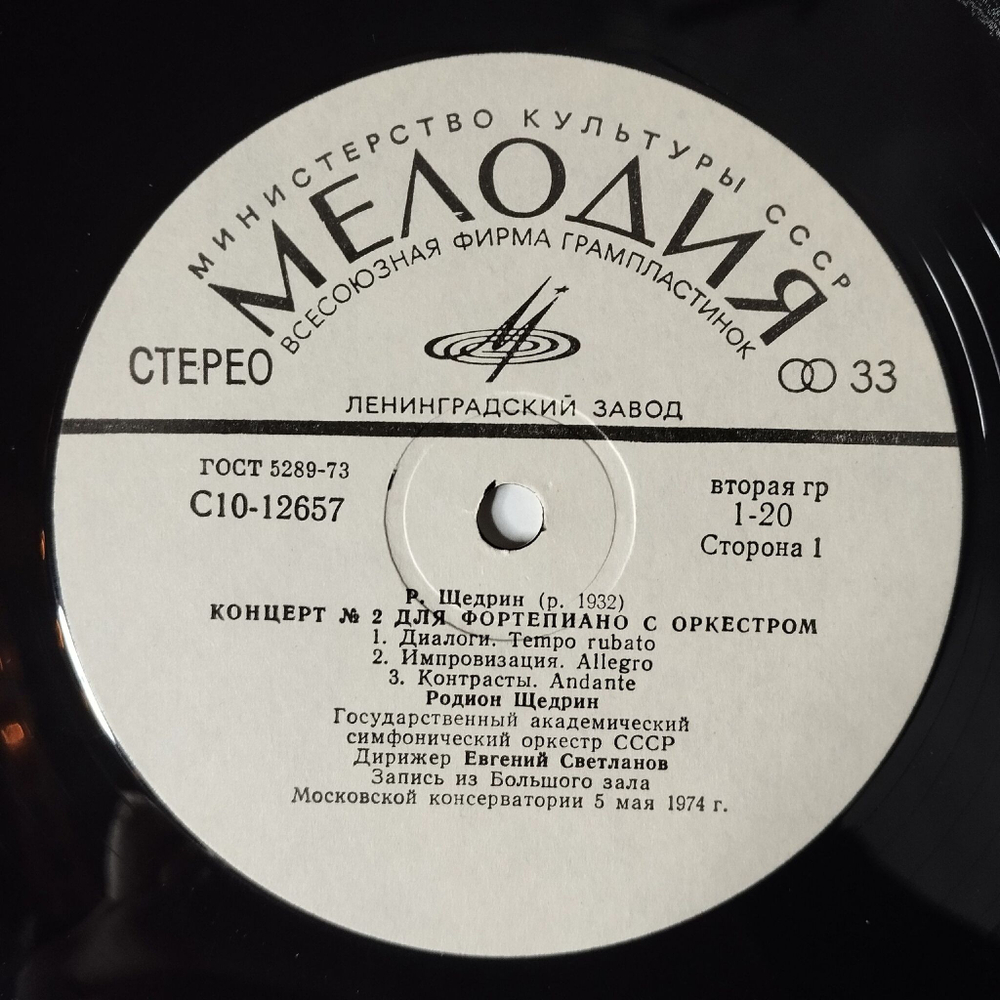 МИНИСТЕРСТВО КУЛЬТУРЫ СССР
МЕЛОДИЯ
ВСЕСОЮЗНАЯ ФИРМА ГРАМПЛАСТИНОК
СТЕРЕО
33
ЛЕНИНГРАДСКИЙ ЗАВОД
ГОСТ 5289-73
С10-12657
вторая гр
1-20
Сторона 1
Р. Щедрин (р. 1932)
КОНЦЕРТ № 2 ДЛЯ ФОРТЕПИАНО С ОРКЕСТРОМ
1. Диалоги. Tempo rubato
2. Импровизация. Allegro
3. Контрасты. Andante
Родион Щедрин
Государственный академический
симфонический оркестр СССР
Дирижер Евгений Светланов
Запись из Большого зала
Московской консерватории 5 мая 1974 г.